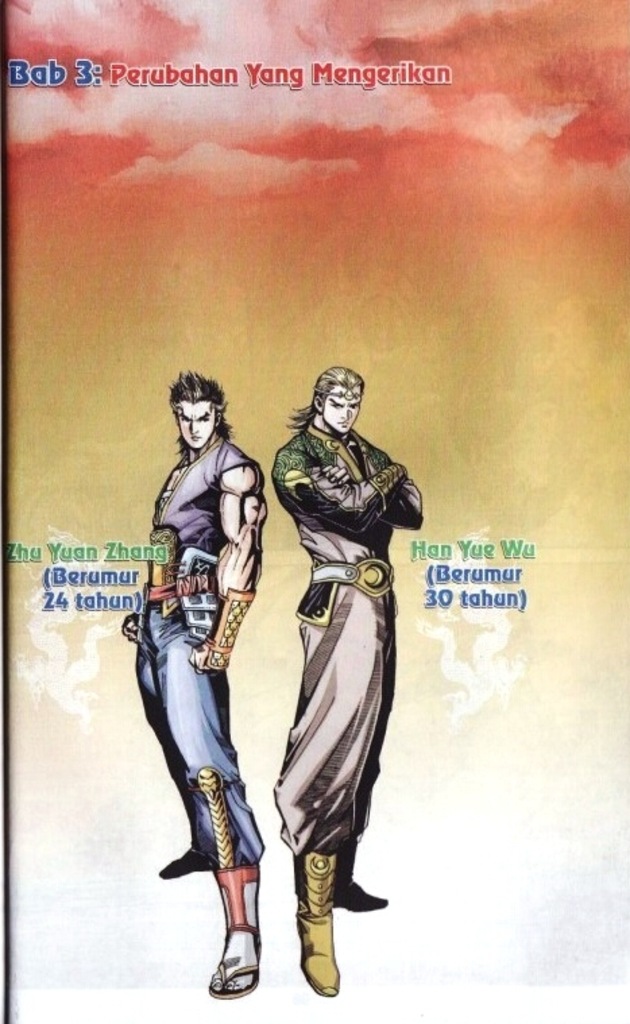 Bab 3: Perubahan Yang Mengerikan
Zhu Yuan Zhang
(Berumur
24 tahun)
Han Yue Wu
(Berumur
30 tahun)